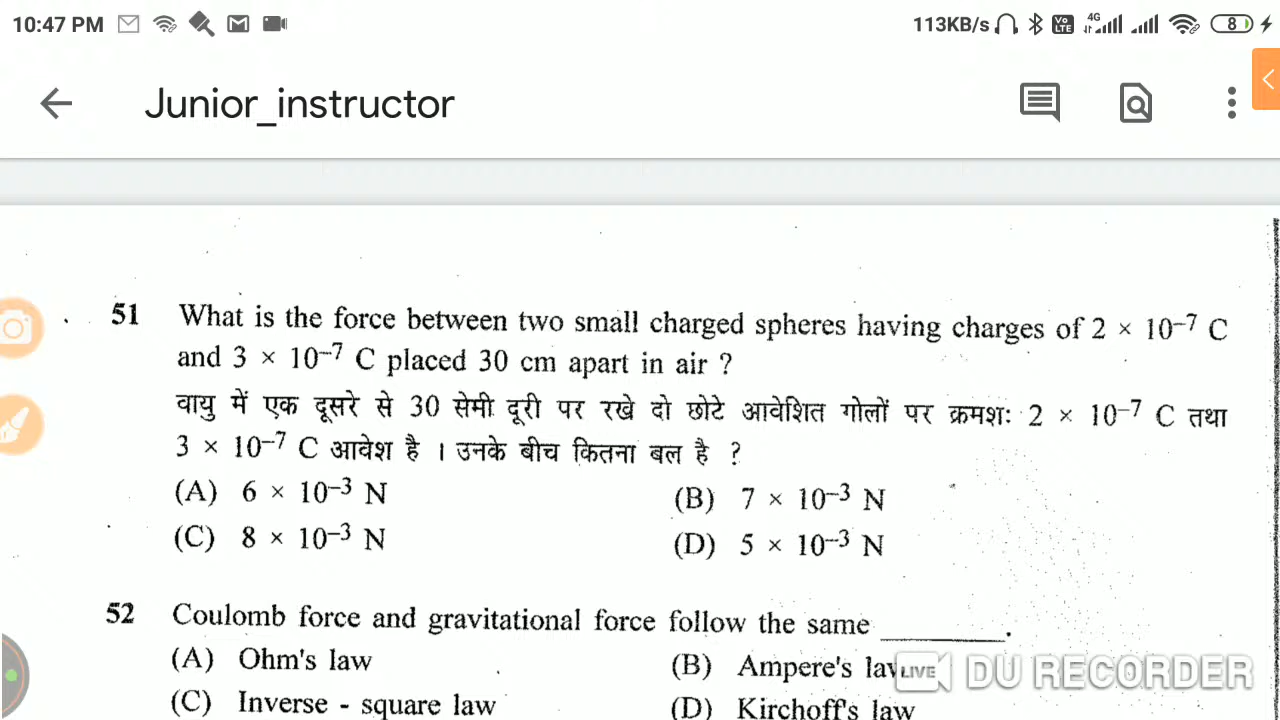 10:47 PM 113KB/s 4G Vo LTE 8
Junior_instructor
51 What is the force between two small charged spheres having charges of 2 × 10⁻⁷ C
and 3 × 10⁻⁷ C placed 30 cm apart in air ?
वायु में एक दूसरे से 30 सेमी दूरी पर रखे दो छोटे आवेशित गोलों पर क्रमशः 2 × 10⁻⁷ C तथा
3 × 10⁻⁷ C आवेश है । उनके बीच कितना बल है ?
(A) 6 × 10⁻³ N (B) 7 × 10⁻³ N
(C) 8 × 10⁻³ N (D) 5 × 10⁻³ N
52 Coulomb force and gravitational force follow the same ________.
(A) Ohm's law (B) Ampere's law
(C) Inverse - square law (D) Kirchoff's law
LIVE DU RECORDER